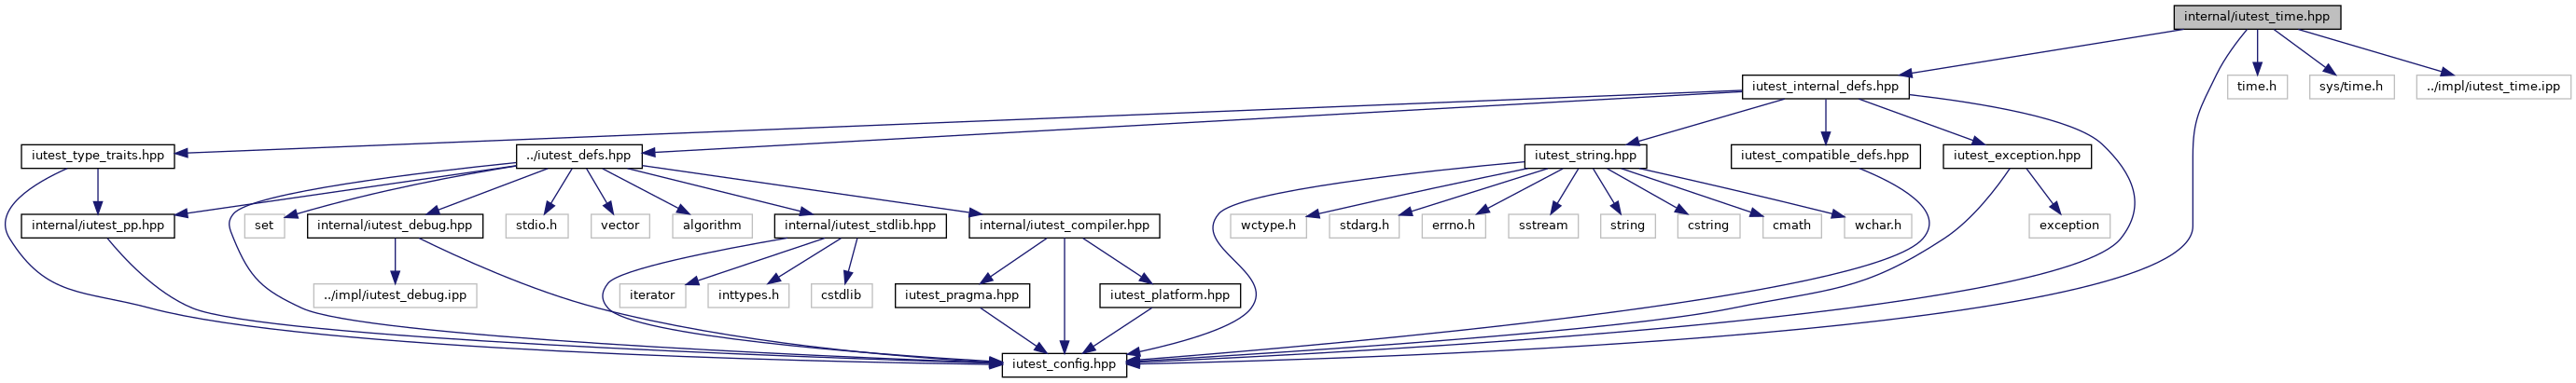 internal/iutest_time.hpp
iutest_internal_defs.hpp
time.h
sys/time.h
../impl/iutest_time.ipp
iutest_type_traits.hpp
../iutest_defs.hpp
iutest_string.hpp
iutest_compatible_defs.hpp
iutest_exception.hpp
internal/iutest_pp.hpp
set
internal/iutest_debug.hpp
stdio.h
vector
algorithm
internal/iutest_stdlib.hpp
internal/iutest_compiler.hpp
wctype.h
stdarg.h
errno.h
sstream
string
cstring
cmath
wchar.h
exception
../impl/iutest_debug.ipp
iterator
inttypes.h
cstdlib
iutest_pragma.hpp
iutest_platform.hpp
iutest_config.hpp